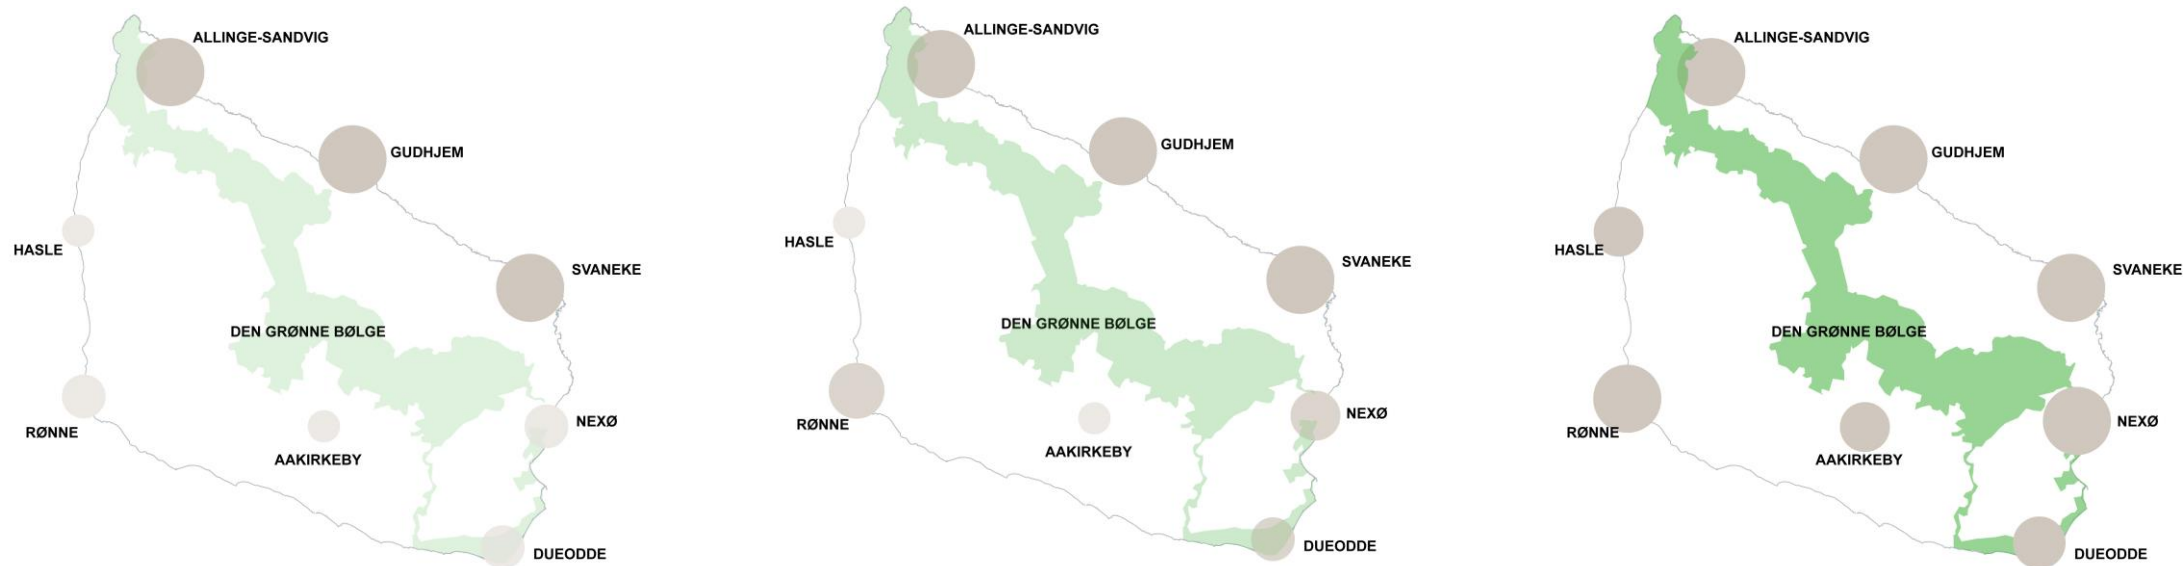 ALLINGE-SANDVIG
GUDHJEM
HASLE
SVANEKE
DEN GRØNNE BØLGE
RØNNE
NEXØ
AAKIRKEBY
DUEODDE
ALLINGE-SANDVIG
GUDHJEM
HASLE
SVANEKE
DEN GRØNNE BØLGE
RØNNE
NEXØ
AAKIRKEBY
DUEODDE
ALLINGE-SANDVIG
GUDHJEM
HASLE
SVANEKE
DEN GRØNNE BØLGE
RØNNE
NEXØ
AAKIRKEBY
DUEODDE